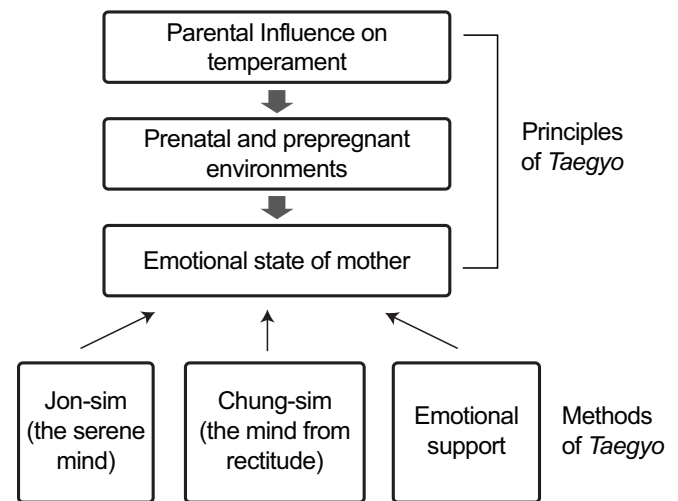 Parental Influence on
temperament
Prenatal and prepregnant
environments
Principles
of Taegyo
Emotional state of mother
Jon-sim
(the serene
mind)
Chung-sim
(the mind from
rectitude)
Emotional
support
Methods
of Taegyo